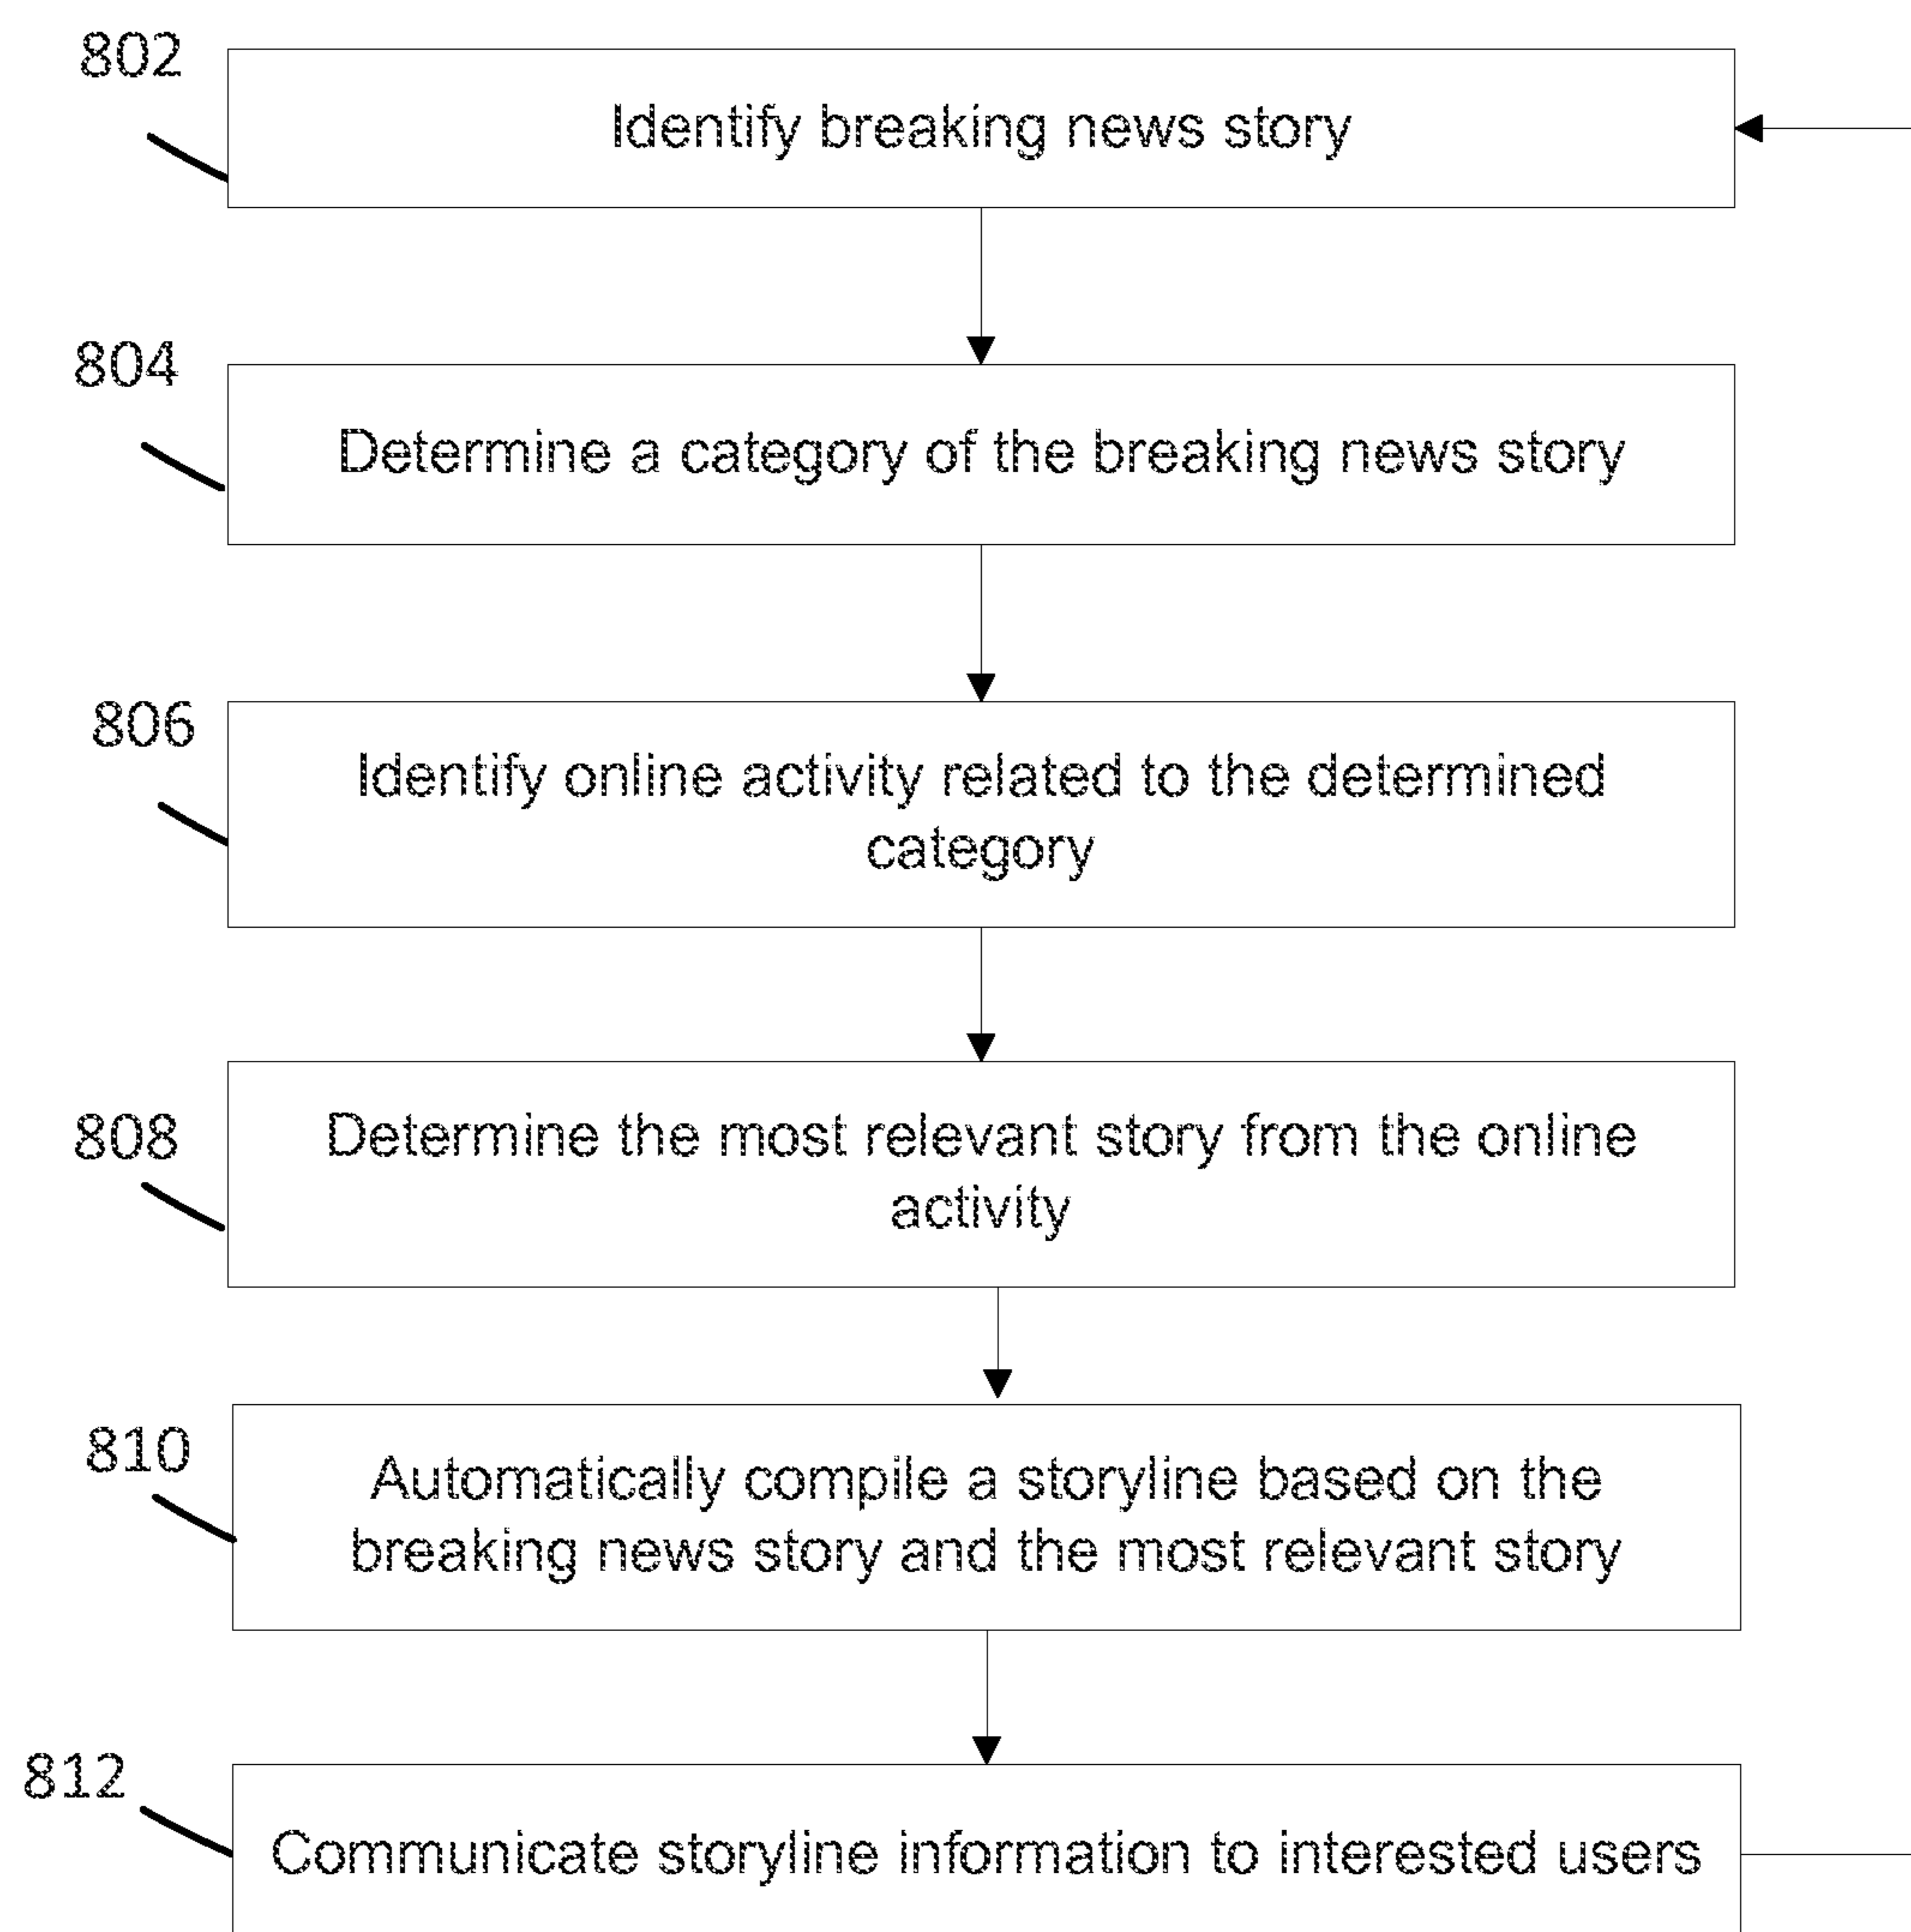 802
Identify breaking news story
804
Determine a category of the breaking news story
806
Identify online activity related to the determined
category
808
Determine the most relevant story from the online
activity
810
Automatically compile a storyline based on the
breaking news story and the most relevant story
812
Communicate storyline information to interested users